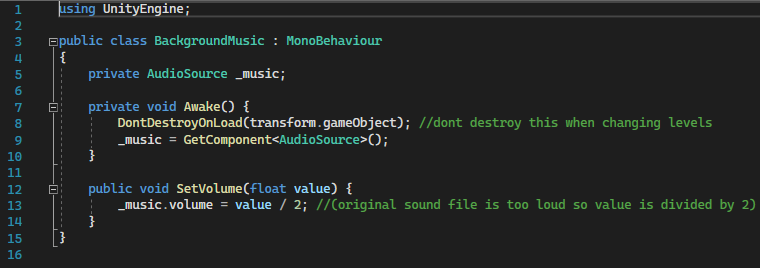 1 using UnityEngine;
2
3 public class BackgroundMusic : MonoBehaviour
4 {
5 private AudioSource _music;
6
7 private void Awake() {
8 DontDestroyOnLoad(transform.gameObject); //dont destroy this when changing levels
9 _music = GetComponent<AudioSource>();
10 }
11
12 public void SetVolume(float value) {
13 _music.volume = value / 2; //(original sound file is too loud so value is divided by 2)
14 }
15 }
16